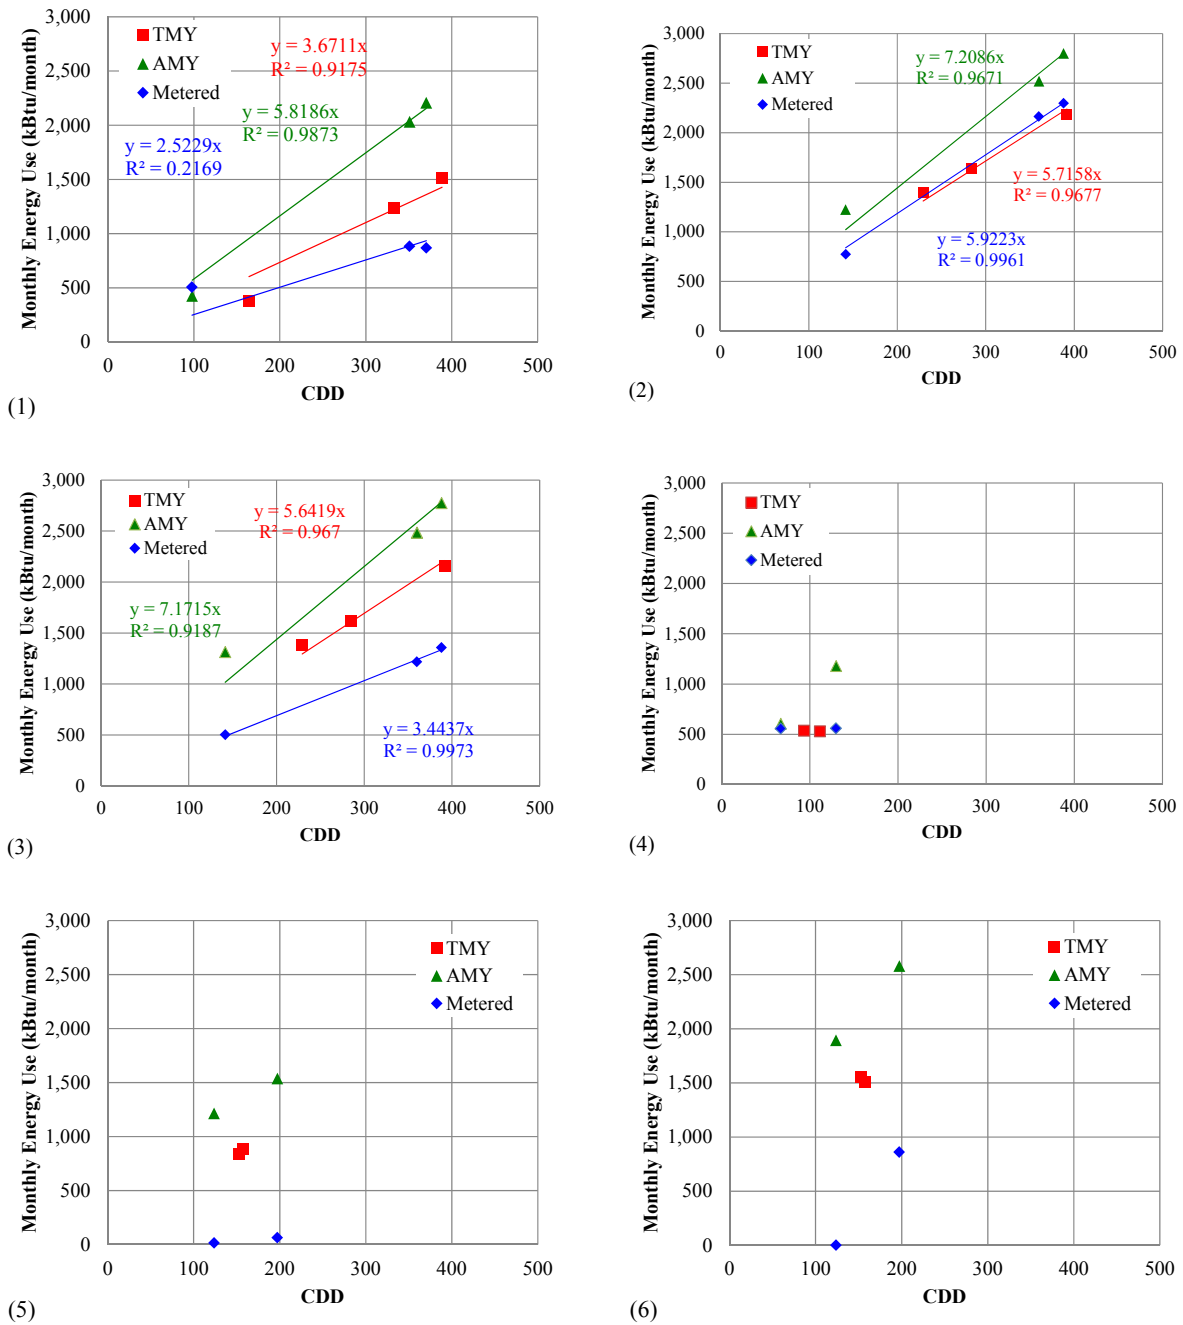 3,000
2,500
2,000
1,500
1,000
500
0
Monthly Energy Use (kBtu/month)
TMY
AMY
Metered
y = 3.6711x
R² = 0.9175
y = 5.8186x
R² = 0.9873
y = 2.5229x
R² = 0.2169
0 100 200 300 400 500
CDD
(1)
3,000
2,500
2,000
1,500
1,000
500
0
Monthly Energy Use (kBtu/month)
TMY
AMY
Metered
y = 7.2086x
R² = 0.9671
y = 5.7158x
R² = 0.9677
y = 5.9223x
R² = 0.9961
0 100 200 300 400 500
CDD
(2)
3,000
2,500
2,000
1,500
1,000
500
0
Monthly Energy Use (kBtu/month)
TMY
AMY
Metered
y = 5.6419x
R² = 0.967
y = 7.1715x
R² = 0.9187
y = 3.4437x
R² = 0.9973
0 100 200 300 400 500
CDD
(3)
3,000
2,500
2,000
1,500
1,000
500
0
Monthly Energy Use (kBtu/month)
TMY
AMY
Metered
0 100 200 300 400 500
CDD
(4)
3,000
2,500
2,000
1,500
1,000
500
0
Monthly Energy Use (kBtu/month)
TMY
AMY
Metered
0 100 200 300 400 500
CDD
(5)
3,000
2,500
2,000
1,500
1,000
500
0
Monthly Energy Use (kBtu/month)
TMY
AMY
Metered
0 100 200 300 400 500
CDD
(6)